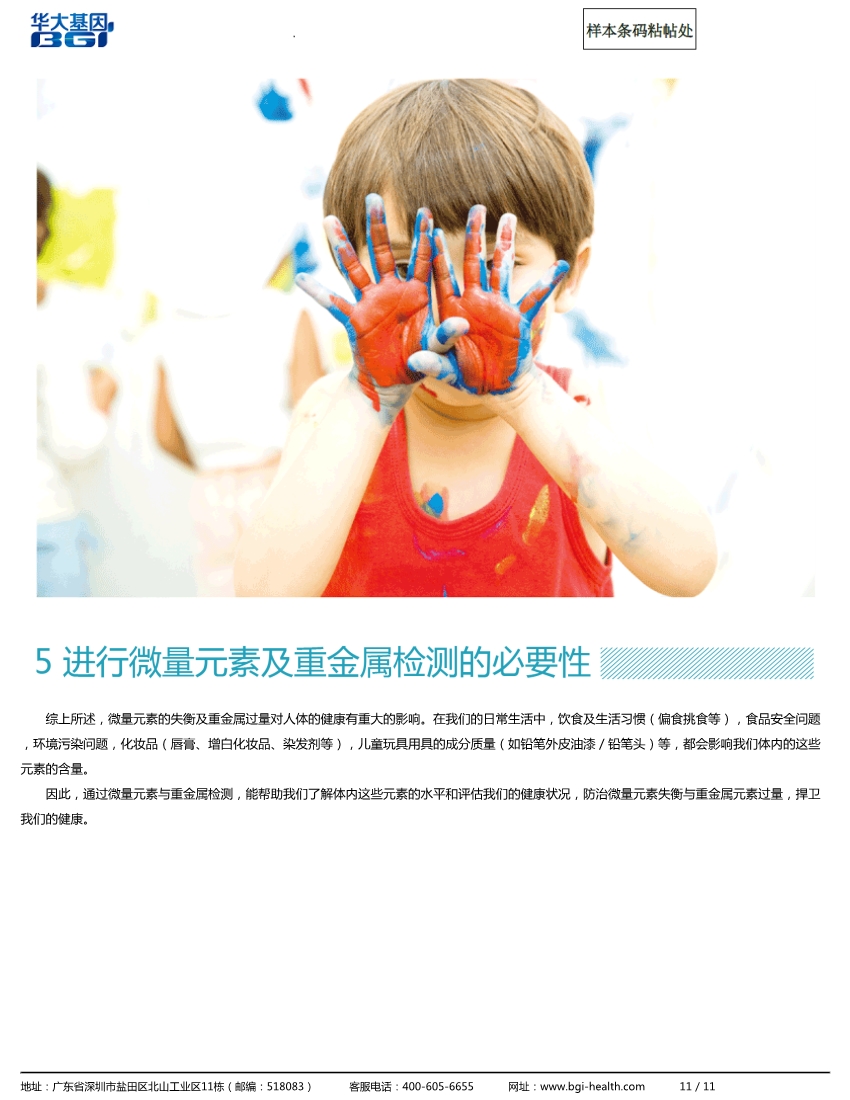 华大基因
BGI
样本条码粘帖处
5 进行微量元素及重金属检测的必要性
综上所述，微量元素的失衡及重金属过量对人体的健康有重大的影响。在我们的日常生活中，饮食及生活习惯（偏食挑食等），食品安全问题
，环境污染问题，化妆品（唇膏、增白化妆品、染发剂等），儿童玩具用具的成分质量（如铅笔外皮油漆 / 铅笔头）等，都会影响我们体内的这些
元素的含量。
因此，通过微量元素与重金属检测，能帮助我们了解体内这些元素的水平和评估我们的健康状况，防治微量元素失衡与重金属元素过量，捍卫
我们的健康。
地址：广东省深圳市盐田区北山工业区11栋（邮编：518083） 客服电话：400-605-6655 网址：www.bgi-health.com 11 / 11